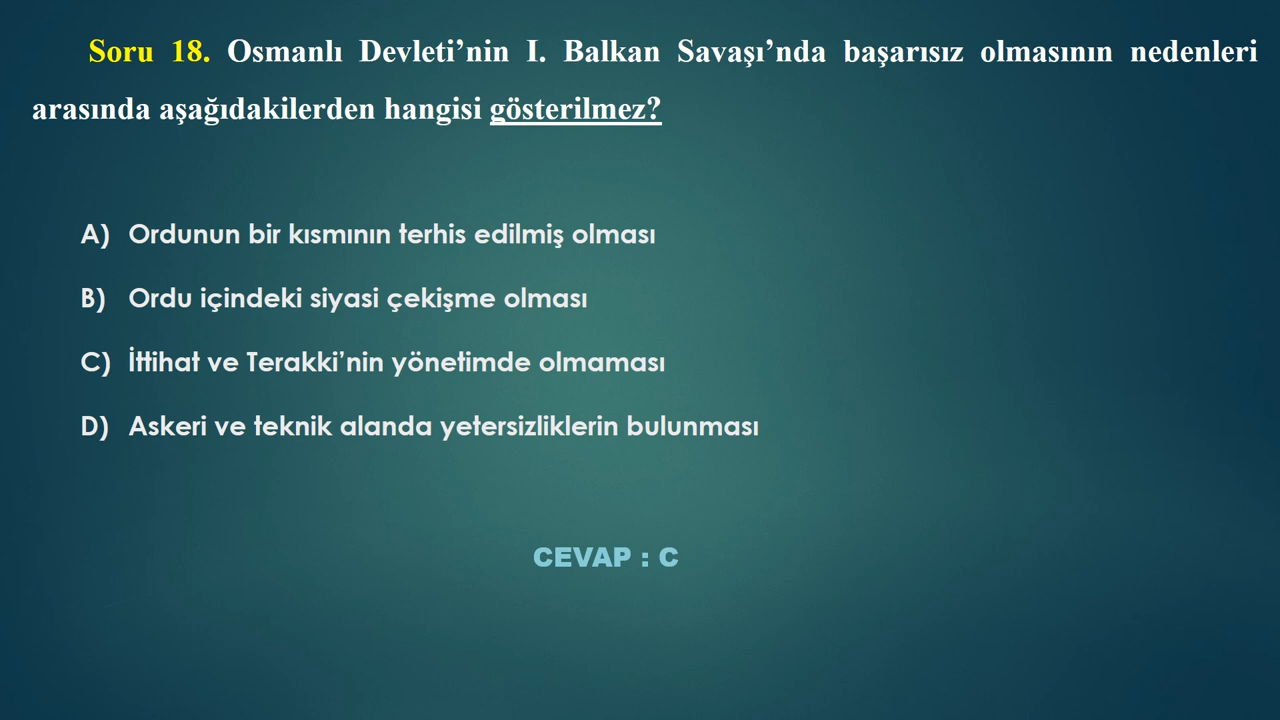 Soru 18. Osmanlı Devleti’nin I. Balkan Savaşı’nda başarısız olmasının nedenleri
arasında aşağıdakilerden hangisi gösterilmez?
A) Ordunun bir kısmının terhis edilmiş olması
B) Ordu içindeki siyasi çekişme olması
C) İttihat ve Terakki’nin yönetimde olmaması
D) Askeri ve teknik alanda yetersizliklerin bulunması
CEVAP : C